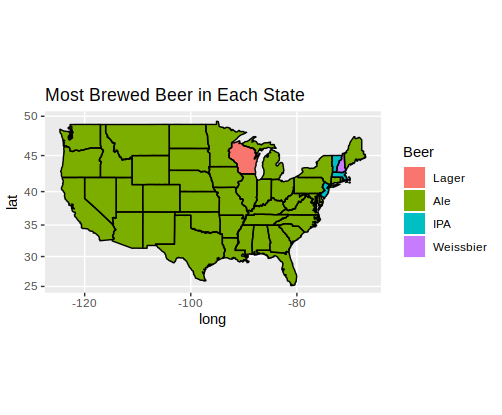 Most Brewed Beer in Each State
50
45
40
35
30
25
lat
-120
-100
-80
long
Beer
Lager
Ale
IPA
Weissbier